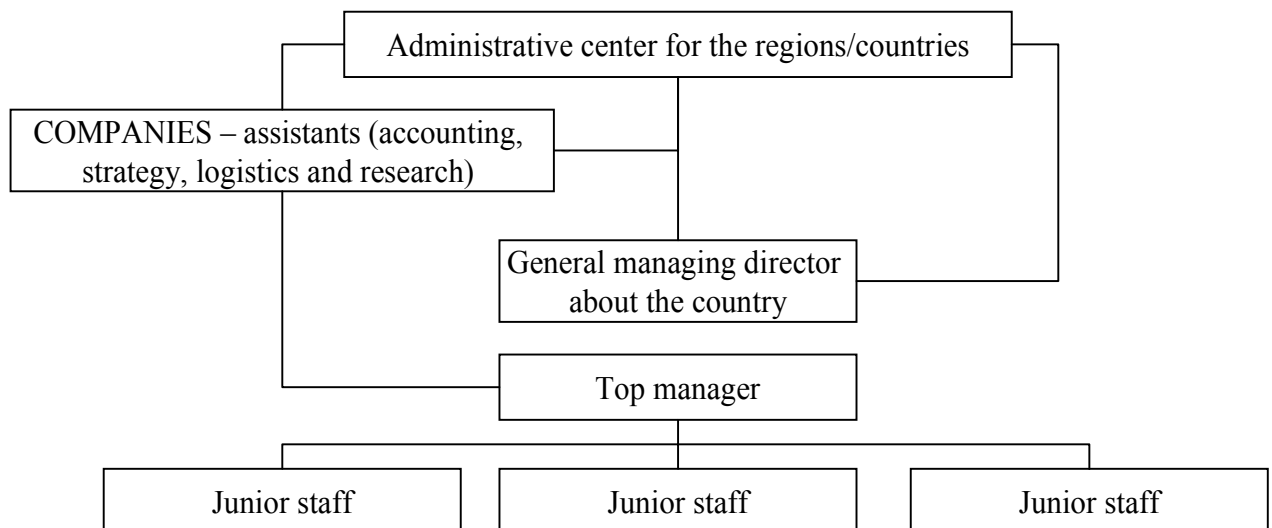 Administrative center for the regions/countries
COMPANIES – assistants (accounting,
strategy, logistics and research)
General managing director
about the country
Top manager
Junior staff
Junior staff
Junior staff